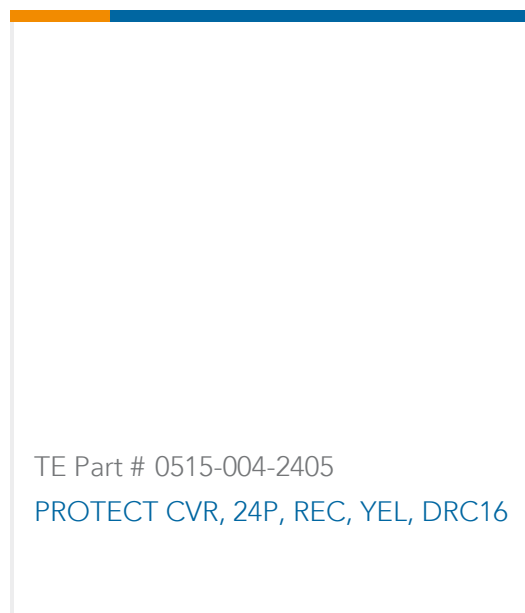 TE Part # 0515-004-2405
PROTECT CVR, 24P, REC, YEL, DRC16